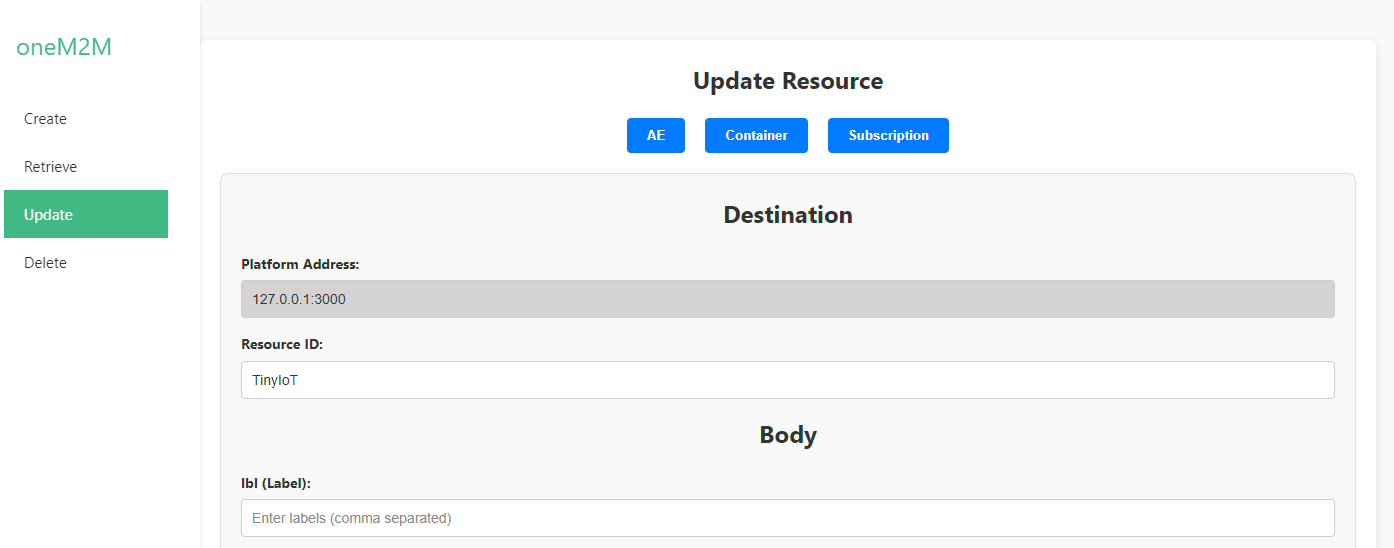 oneM2M
Create
Retrieve
Update
Delete
Update Resource
AE Container Subscription
Destination
Platform Address:
127.0.0.1:3000
Resource ID:
TinyIoT
Body
lbl (Label):
Enter labels (comma separated)